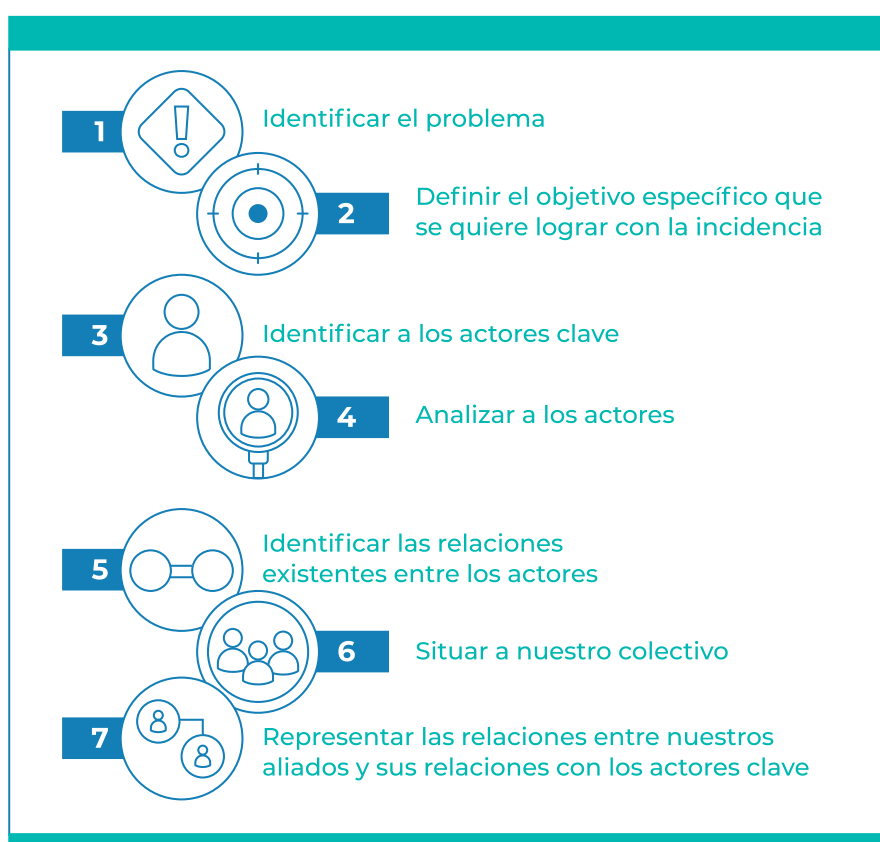 1
Identificar el problema
2
Definir el objetivo específico que
se quiere lograr con la incidencia
3
Identificar a los actores clave
4
Analizar a los actores
5
Identificar las relaciones
existentes entre los actores
6
Situar a nuestro colectivo
7
Representar las relaciones entre nuestros
aliados y sus relaciones con los actores clave